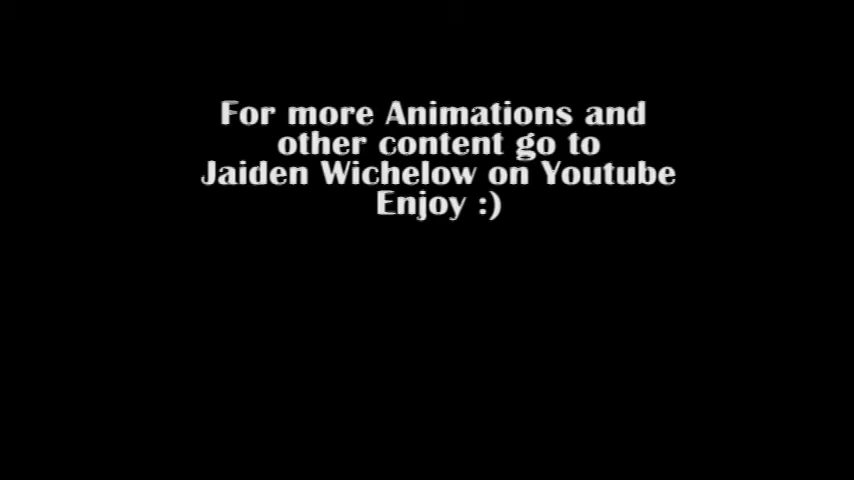 For more Animations and
other content go to
Jaiden Wichelow on Youtube
Enjoy :)